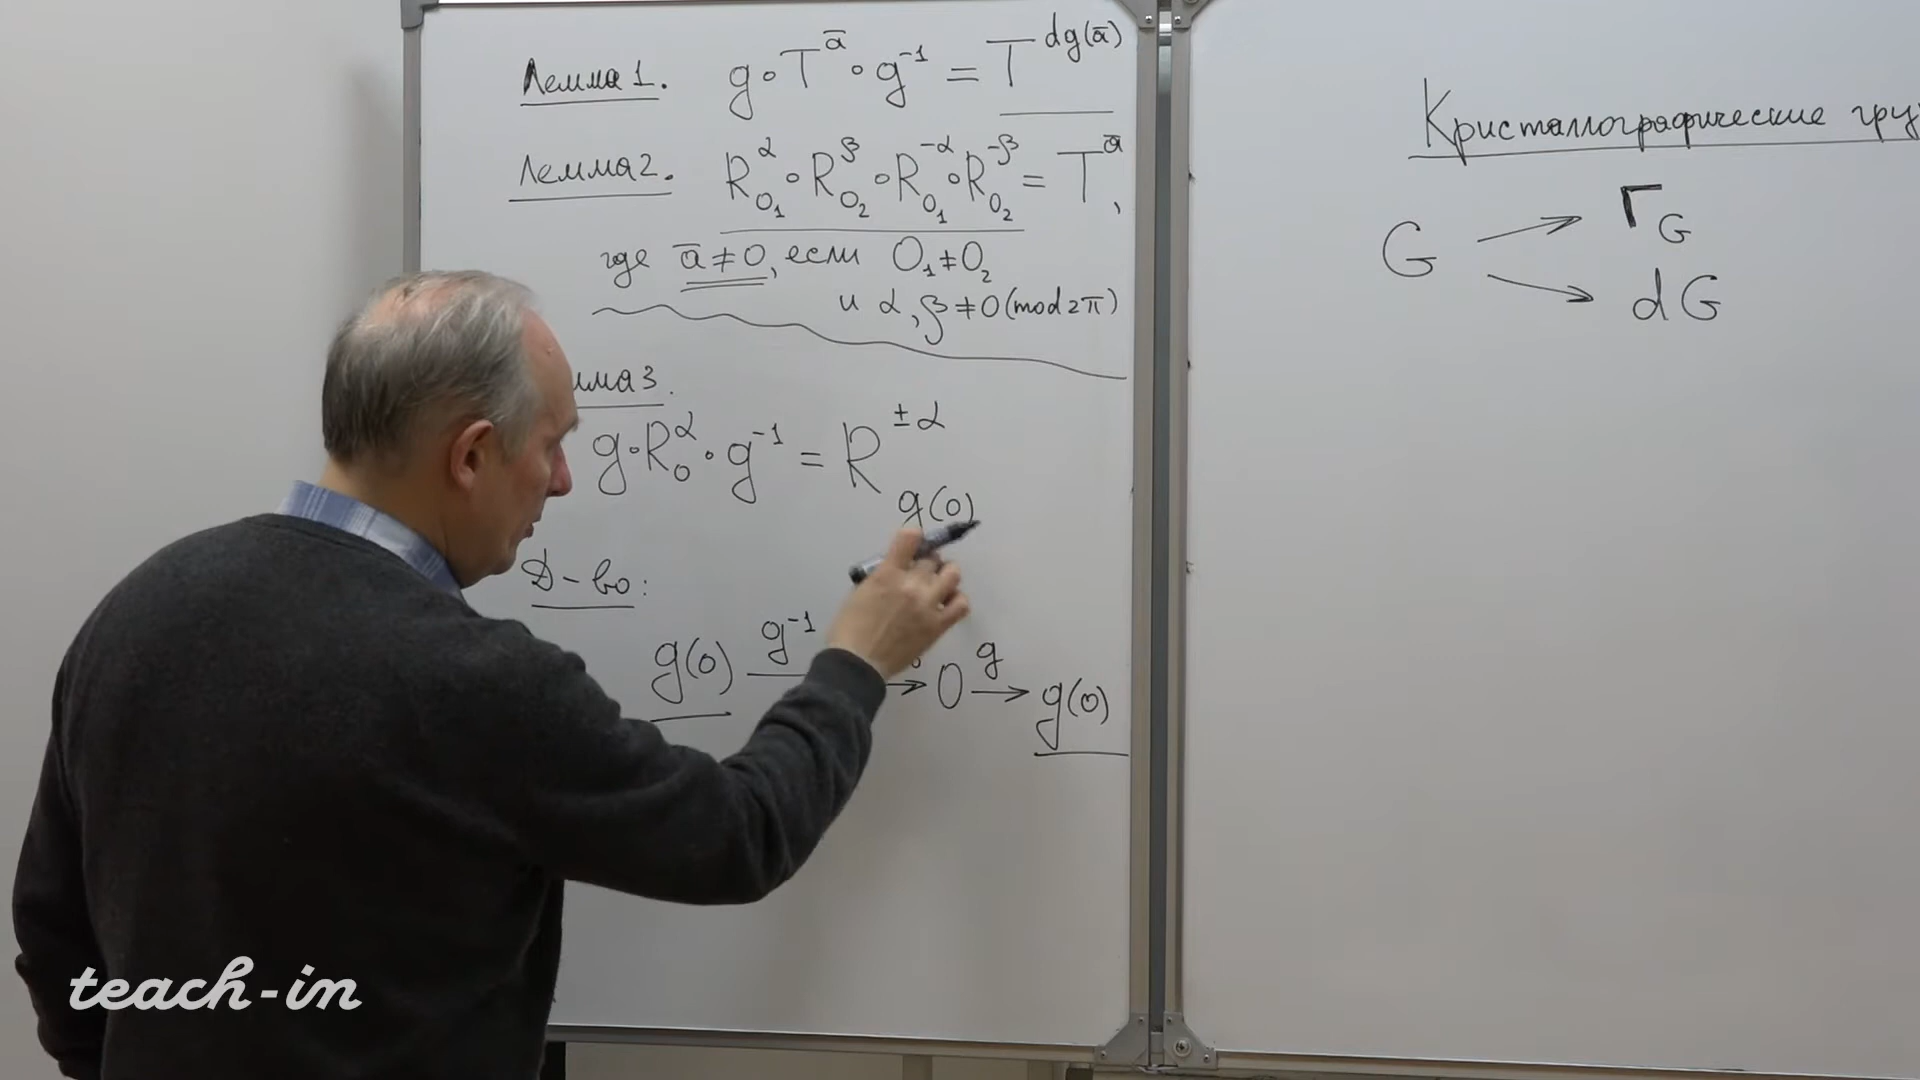 Лемма 1. g∘T^ā∘g⁻¹ = T^dg(ā)
Лемма 2. R^α_O₁∘R^β_O₂∘R^-α_O₁∘R^-β_O₂ = T^ā,
где ā≠0, если O₁≠O₂
и α, β≠0 (mod 2π)
мма 3.
g∘R^α_O∘g⁻¹ = R^±α_g(O)
Д-во:
g(O) g⁻¹ → O g → g(O)
Кристаллографические гру
G → Γ_G
→ dG
teach-in